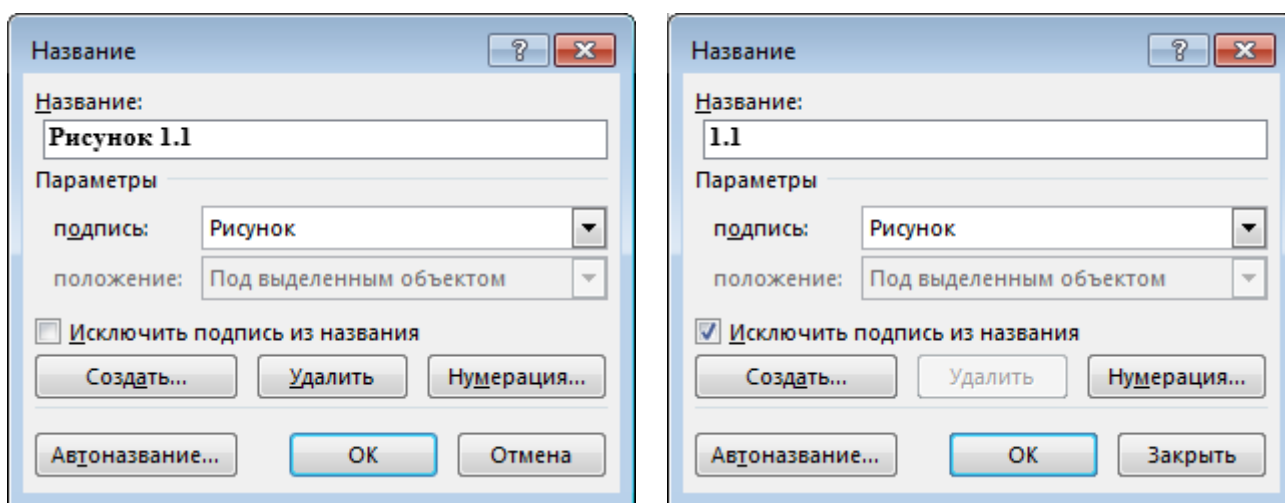 Название
Название:
Рисунок 1.1
Параметры
подпись: Рисунок
положение: Под выделенным объектом
Исключить подпись из названия
Создать... Удалить Нумерация...
Автоназвание... ОК Отмена
Название
Название:
1.1
Параметры
подпись: Рисунок
положение: Под выделенным объектом
Исключить подпись из названия
Создать... Удалить Нумерация...
Автоназвание... ОК Закрыть